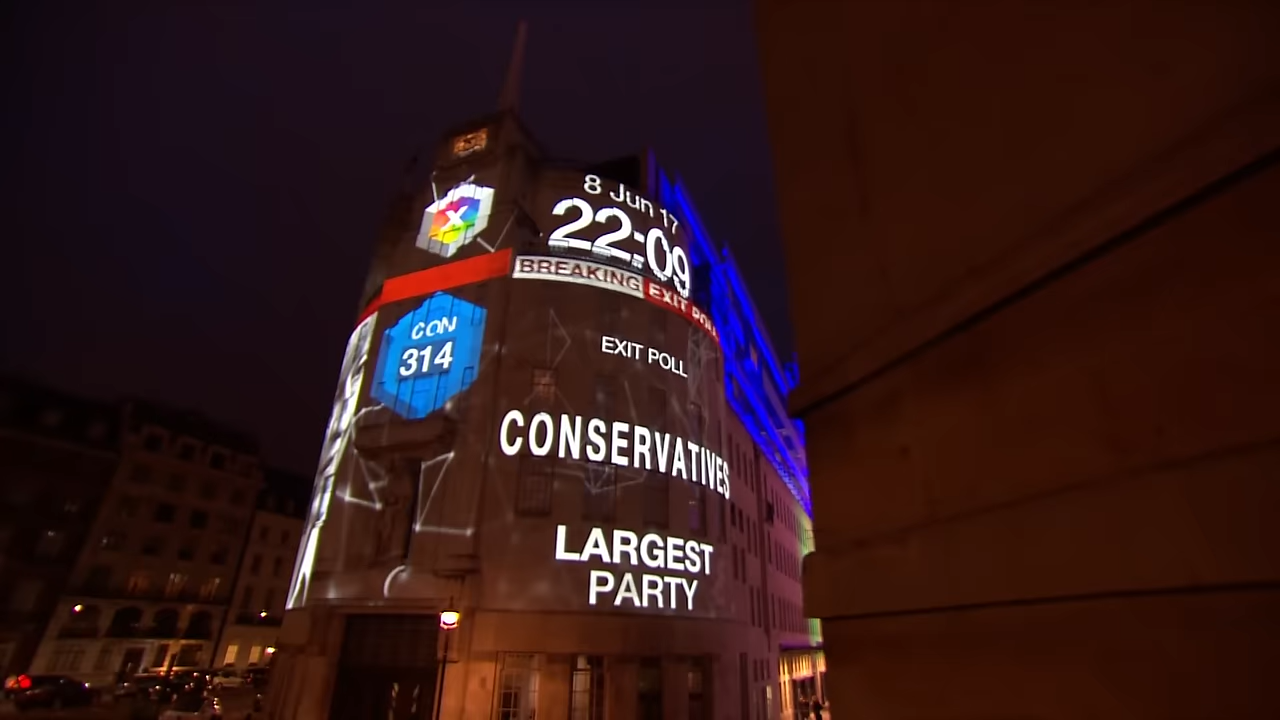 X
8 Jun 17
22:09
BREAKING EXIT POLL
CON
314
EXIT POLL
CONSERVATIVES
LARGEST
PARTY